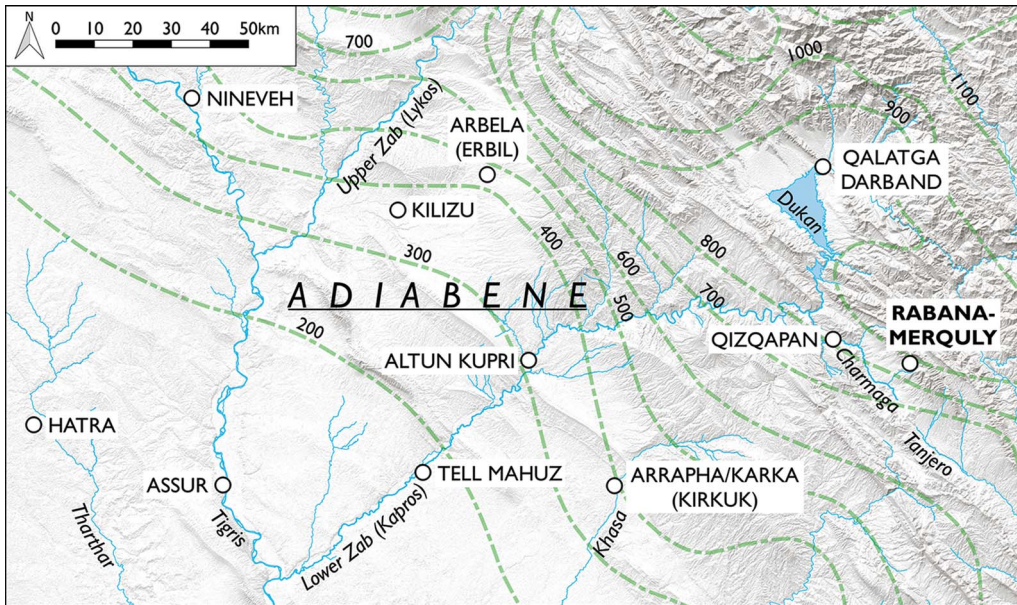 N
0 10 20 30 40 50km
700
1000
1100
900
NINEVEH
Upper Zab (Lykos)
ARBELA
(ERBIL)
QALATGA
DARBAND
Dukan
KILIZU
300
400
600
800
500
700
ADIABENE
200
RABANA-
MERQULY
QIZQAPAN
ALTUN KUPRI
Charmaga
HATRA
Tanjero
TELL MAHUZ
ASSUR
ARRAPHA/KARKA
(KIRKUK)
Tharthar
Tigris
Lower Zab (Kapros)
Khasa